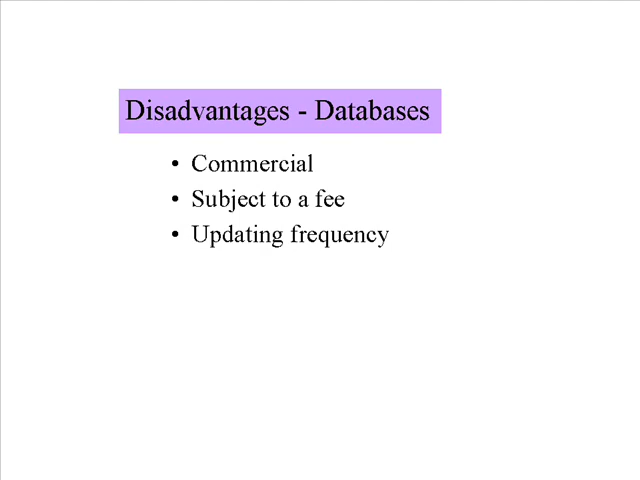 Disadvantages - Databases
• Commercial
• Subject to a fee
• Updating frequency